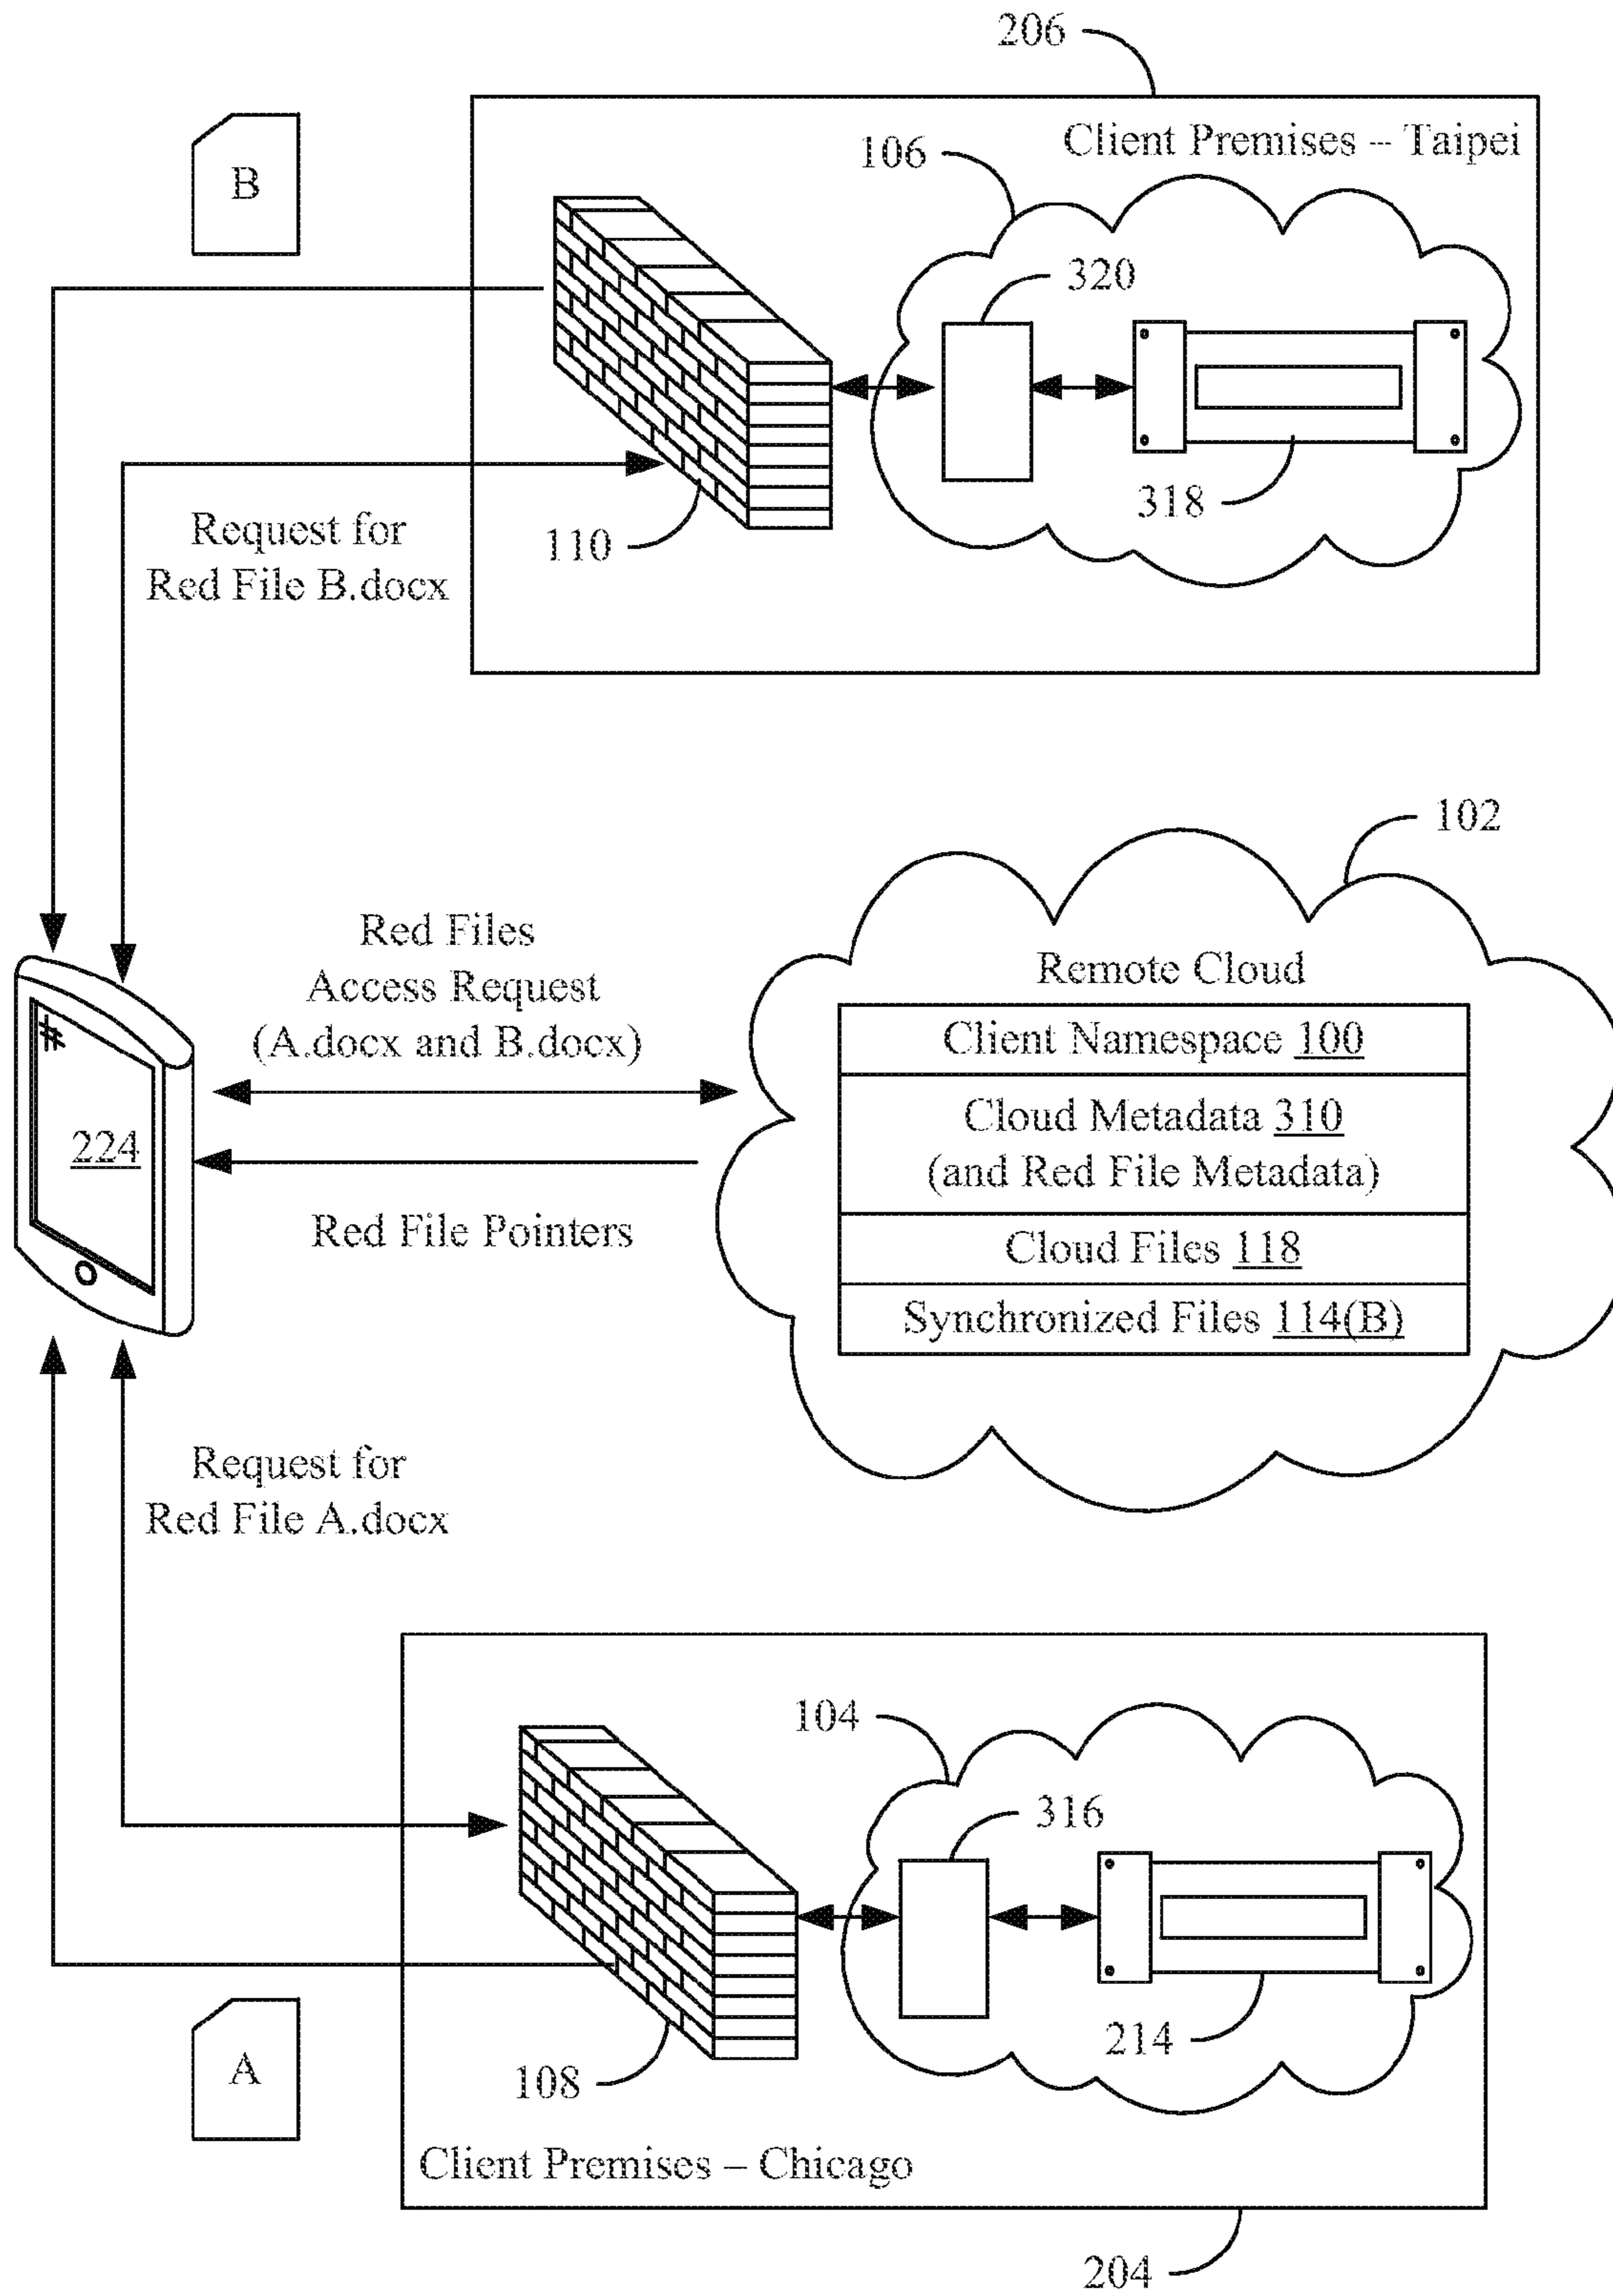 206
Client Premises – Taipei
106
B
320
318
110
Request for
Red File B.docx
102
Red Files
Access Request
(A.docx and B.docx)
Remote Cloud
Client Namespace 100
Cloud Metadata 310
(and Red File Metadata)
Cloud Files 118
Synchronized Files 114(B)
224
Red File Pointers
Request for
Red File A.docx
104
316
214
108
A
Client Premises – Chicago
204